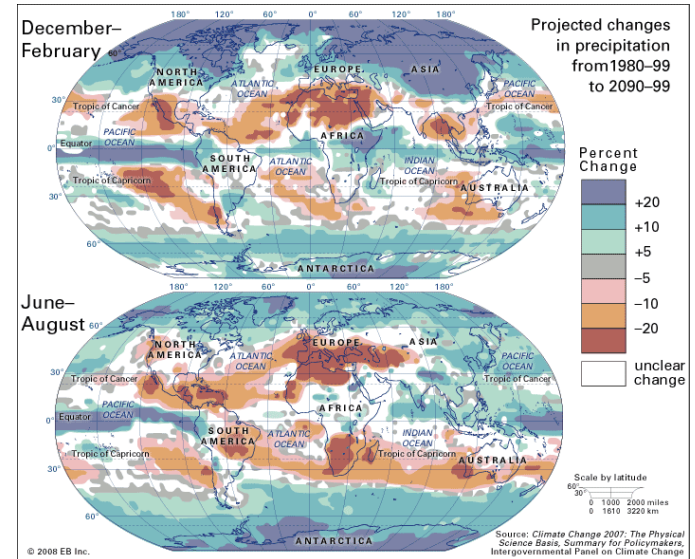 December–
February
Projected changes
in precipitation
from1980–99
to 2090–99
180° 120° 60° 0° 60° 120° 180°
60°
NORTH
AMERICA
EUROPE
ASIA
ATLANTIC
OCEAN
PACIFIC
OCEAN
30°
Tropic of Cancer
Tropic of Cancer
PACIFIC
OCEAN
AFRICA
Equator
0°
SOUTH
AMERICA
ATLANTIC
OCEAN
INDIAN
OCEAN
Tropic of Capricorn
Tropic of Capricorn
AUSTRALIA
30°
60°
ANTARCTICA
180° 120° 60° 0° 60° 120° 180°
Percent
Change
+20
+10
+5
–5
–10
–20
unclear
change
June–
August
60°
NORTH
AMERICA
EUROPE
ASIA
ATLANTIC
OCEAN
PACIFIC
OCEAN
30°
Tropic of Cancer
Tropic of Cancer
PACIFIC
OCEAN
AFRICA
Equator
0°
SOUTH
AMERICA
ATLANTIC
OCEAN
INDIAN
OCEAN
Tropic of Capricorn
Tropic of Capricorn
AUSTRALIA
30°
60°
ANTARCTICA
Scale by latitude
60°
30°
0 1000 2000 miles
0 1610 3220 km
© 2008 EB Inc.
Source: Climate Change 2007: The Physical
Science Basis, Summary for Policymakers,
Intergovernmental Panel on Climate Change